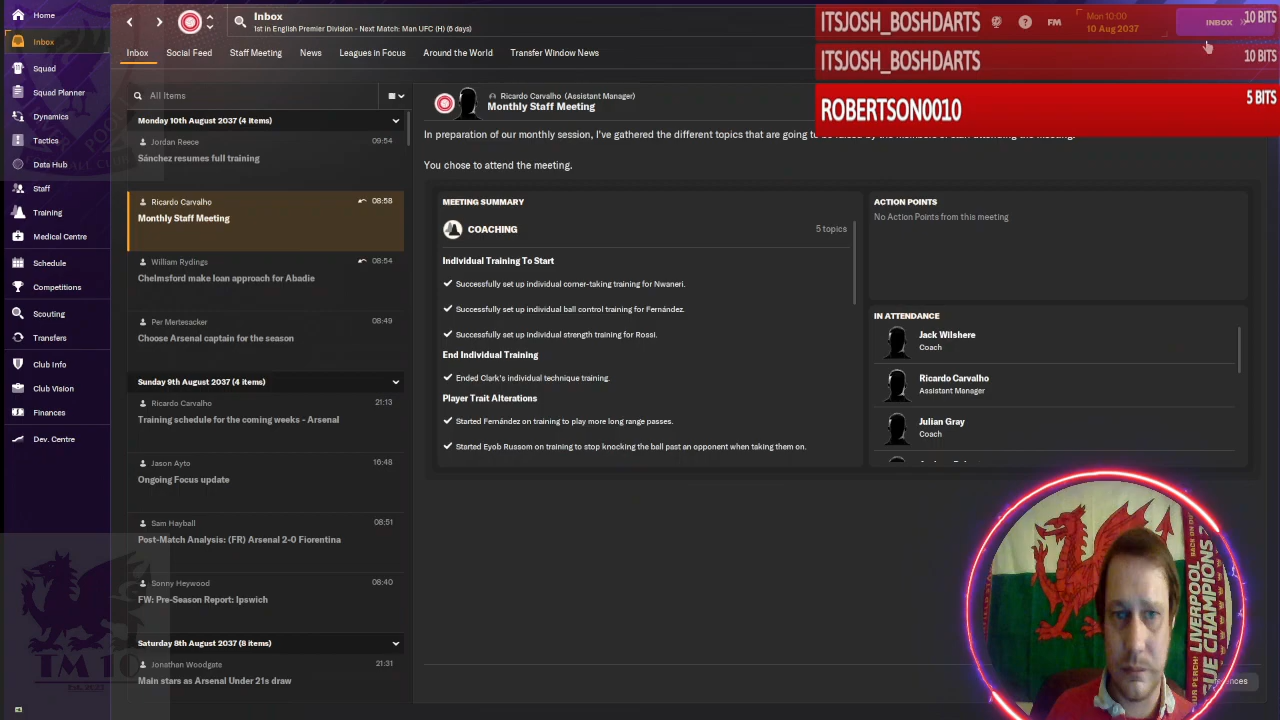 Home
Inbox
Squad
Squad Planner
Dynamics
Tactics
Data Hub
Staff
Training
Medical Centre
Schedule
Competitions
Scouting
Transfers
Club Info
Club Vision
Finances
Dev. Centre
TM 10
Inbox
1st in English Premier Division - Next Match: Man UFC (H) (6 days)
FM
Mon 10:00
10 Aug 2037
INBOX
ITSJOSH_BOSHDARTS
10 BITS
ITSJOSH_BOSHDARTS
10 BITS
ROBERTSON0010
5 BITS
Inbox
Social Feed
Staff Meeting
News
Leagues in Focus
Around the World
Transfer Window News
All Items
Monday 10th August 2037 (4 items)
Jordan Reece
09:54
Sánchez resumes full training
Ricardo Carvalho
08:58
Monthly Staff Meeting
William Rydings
08:54
Chelmsford make loan approach for Abadie
Per Mertesacker
08:49
Choose Arsenal captain for the season
Sunday 9th August 2037 (4 items)
Ricardo Carvalho
21:13
Training schedule for the coming weeks - Arsenal
Jason Ayto
16:48
Ongoing Focus update
Sam Hayball
08:51
Post-Match Analysis: (FR) Arsenal 2-0 Fiorentina
Sonny Heywood
08:40
FW: Pre-Season Report: Ipswich
Saturday 8th August 2037 (8 items)
Jonathan Woodgate
21:31
Main stars as Arsenal Under 21s draw
Ricardo Carvalho (Assistant Manager)
Monthly Staff Meeting
In preparation of our monthly session, I've gathered the different topics that are going to be raised by the members of staff attending the meeting.
You chose to attend the meeting.
MEETING SUMMARY
COACHING
5 topics
Individual Training To Start
Successfully set up individual corner-taking training for Nwaneri.
Successfully set up individual ball control training for Fernández.
Successfully set up individual strength training for Rossi.
End Individual Training
Ended Clark's individual technique training.
Player Trait Alterations
Started Fernández on training to play more long range passes.
Started Eyob Russom on training to stop knocking the ball past an opponent when taking them on.
ACTION POINTS
No Action Points from this meeting
IN ATTENDANCE
Jack Wilshere
Coach
Ricardo Carvalho
Assistant Manager
Julian Gray
Coach
LIVERPOOL
CHAMPIONS